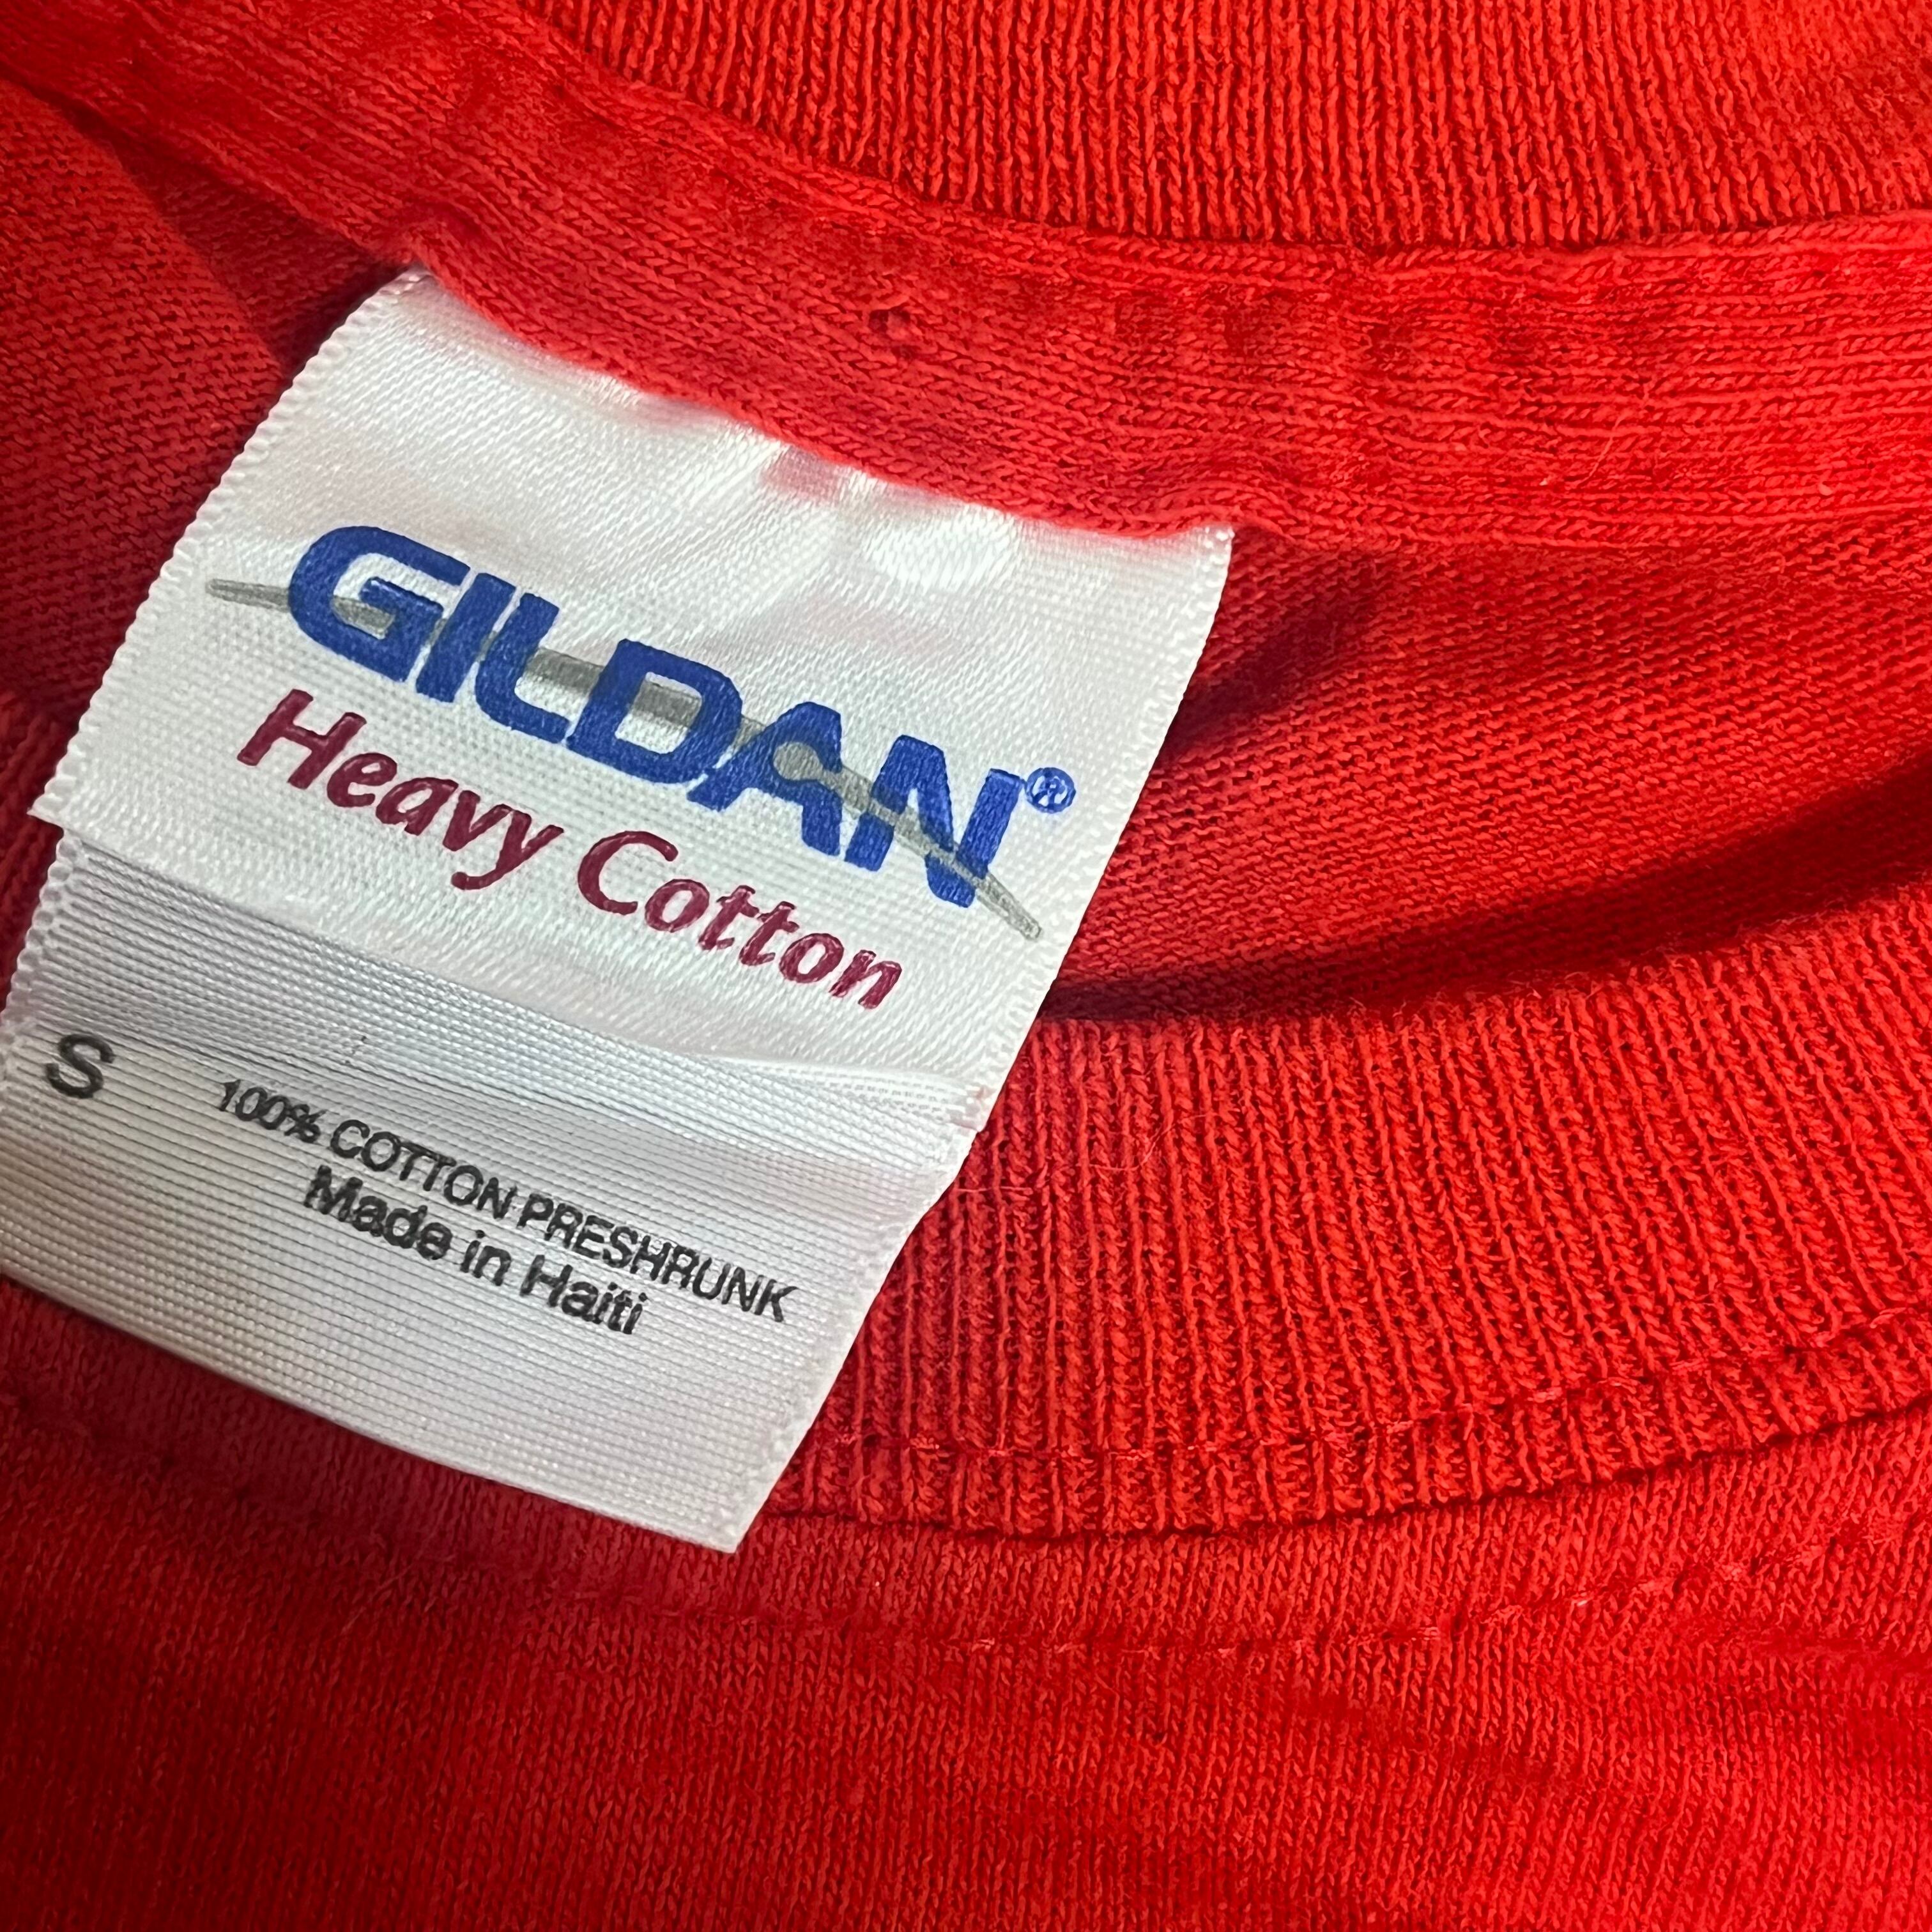 GILDAN®
Heavy Cotton
S
100% COTTON PRESHRUNK
Made in Haiti